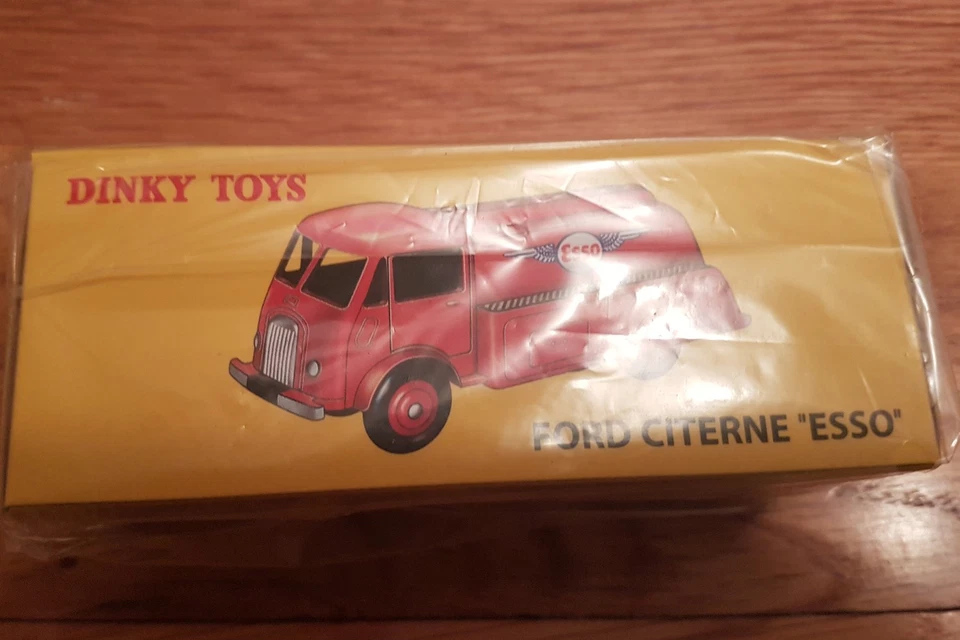 DINKY TOYS
Esso
FORD CITERNE "ESSO"